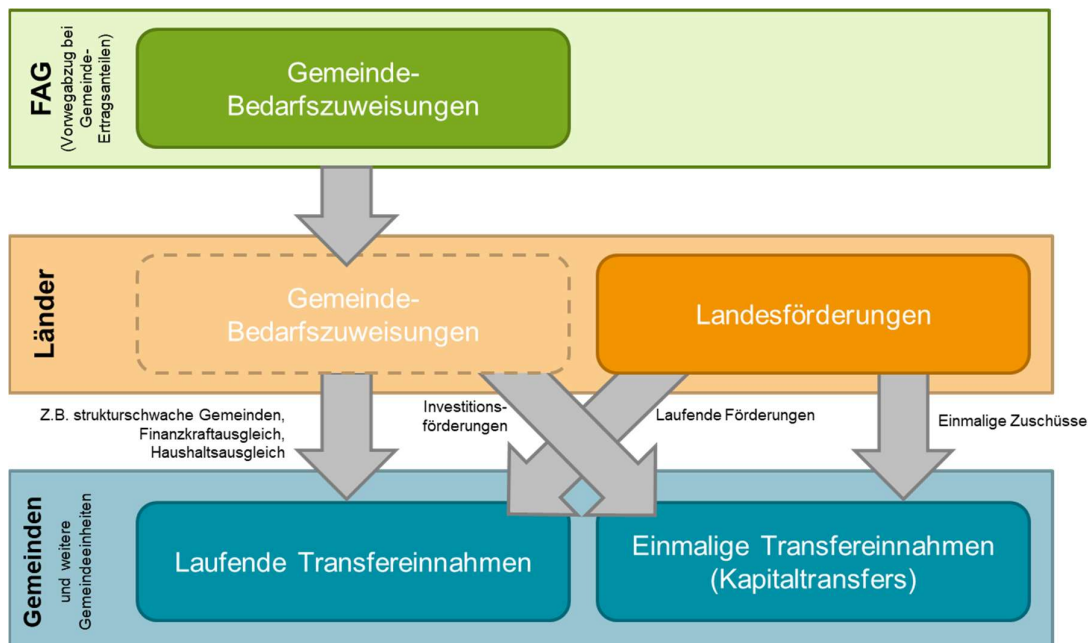 FAG
(Vorwegabzug bei
Gemeinde-
Ertragsanteilen)
Gemeinde-
Bedarfszuweisungen
Länder
Gemeinde-
Bedarfszuweisungen
Landesförderungen
Z.B. strukturschwache Gemeinden,
Finanzkraftausgleich,
Haushaltsausgleich
Investitions-
förderungen
Laufende Förderungen
Einmalige Zuschüsse
Gemeinden
und weitere
Gemeindeeinheiten
Laufende Transfereinnahmen
Einmalige Transfereinnahmen
(Kapitaltransfers)